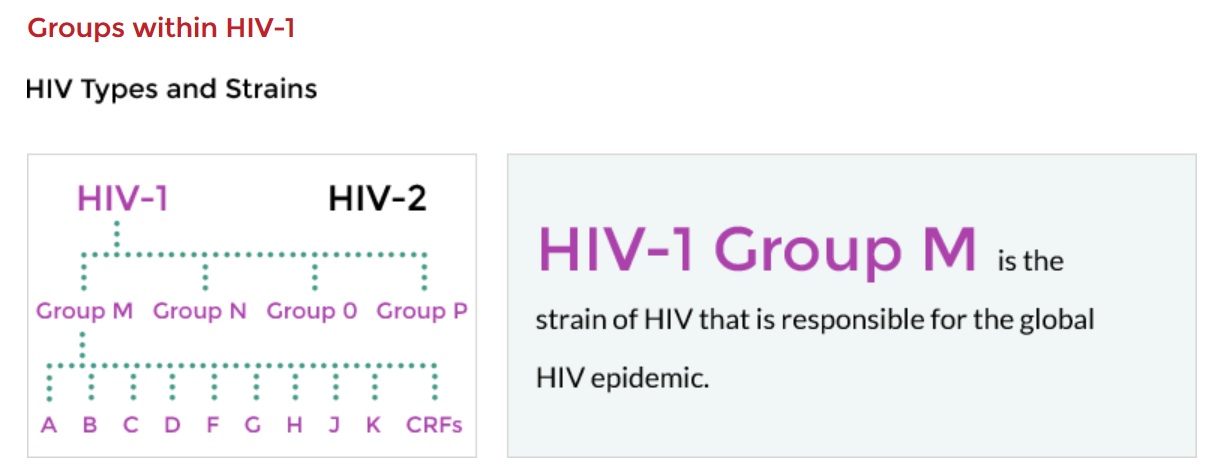 Groups within HIV-1
HIV Types and Strains
HIV-1 HIV-2
Group M Group N Group 0 Group P
A B C D F G H J K CRFs
HIV-1 Group M is the
strain of HIV that is responsible for the global
HIV epidemic.